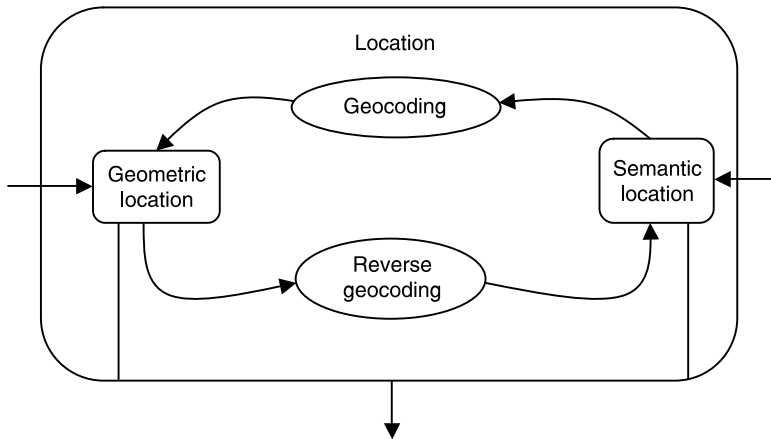 Location
Geocoding
Geometric
location
Semantic
location
Reverse
geocoding